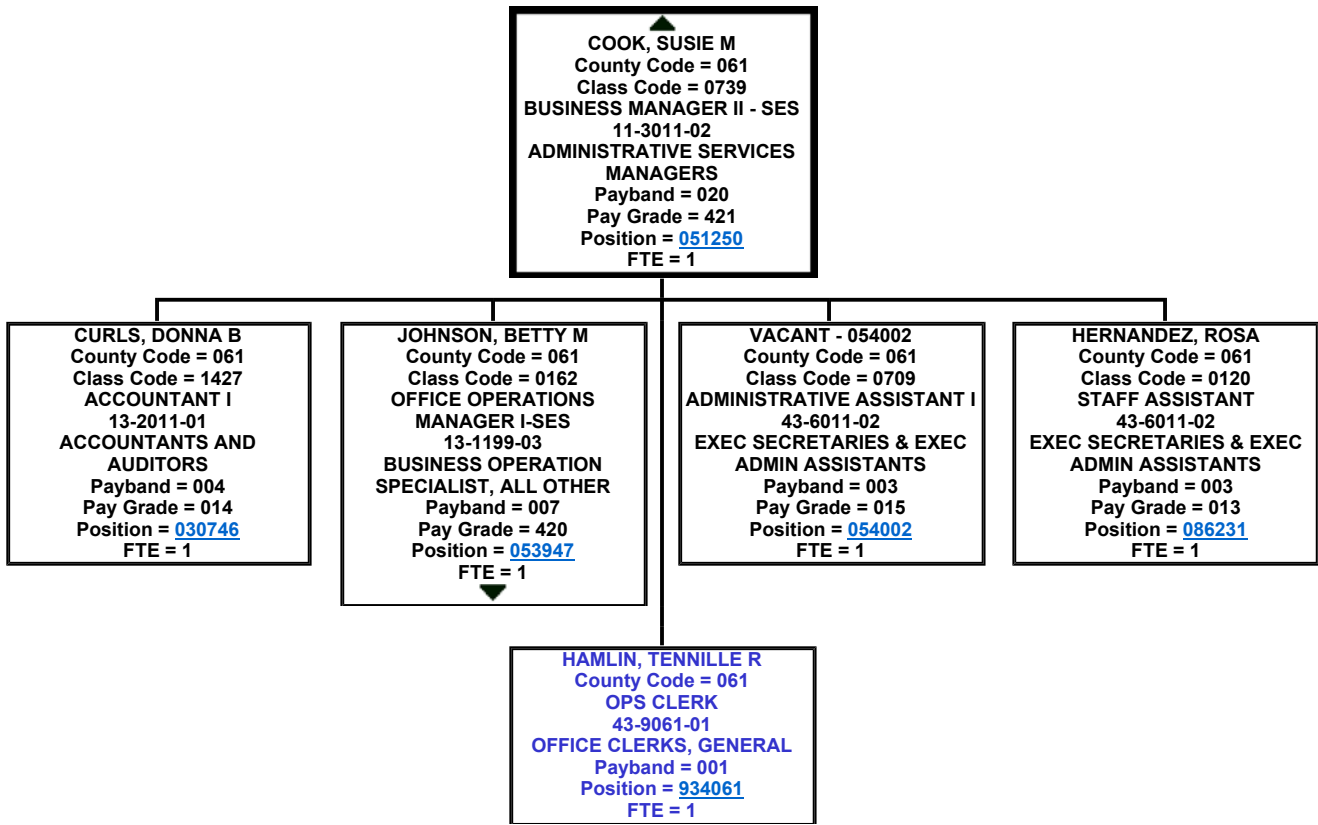 COOK, SUSIE M
County Code = 061
Class Code = 0739
BUSINESS MANAGER II - SES
11-3011-02
ADMINISTRATIVE SERVICES
MANAGERS
Payband = 020
Pay Grade = 421
Position = 051250
FTE = 1
CURLS, DONNA B
County Code = 061
Class Code = 1427
ACCOUNTANT I
13-2011-01
ACCOUNTANTS AND
AUDITORS
Payband = 004
Pay Grade = 014
Position = 030746
FTE = 1
JOHNSON, BETTY M
County Code = 061
Class Code = 0162
OFFICE OPERATIONS
MANAGER I-SES
13-1199-03
BUSINESS OPERATION
SPECIALIST, ALL OTHER
Payband = 007
Pay Grade = 420
Position = 053947
FTE = 1
VACANT - 054002
County Code = 061
Class Code = 0709
ADMINISTRATIVE ASSISTANT I
43-6011-02
EXEC SECRETARIES & EXEC
ADMIN ASSISTANTS
Payband = 003
Pay Grade = 015
Position = 054002
FTE = 1
HERNANDEZ, ROSA
County Code = 061
Class Code = 0120
STAFF ASSISTANT
43-6011-02
EXEC SECRETARIES & EXEC
ADMIN ASSISTANTS
Payband = 003
Pay Grade = 013
Position = 086231
FTE = 1
HAMLIN, TENNILLE R
County Code = 061
OPS CLERK
43-9061-01
OFFICE CLERKS, GENERAL
Payband = 001
Position = 934061
FTE = 1